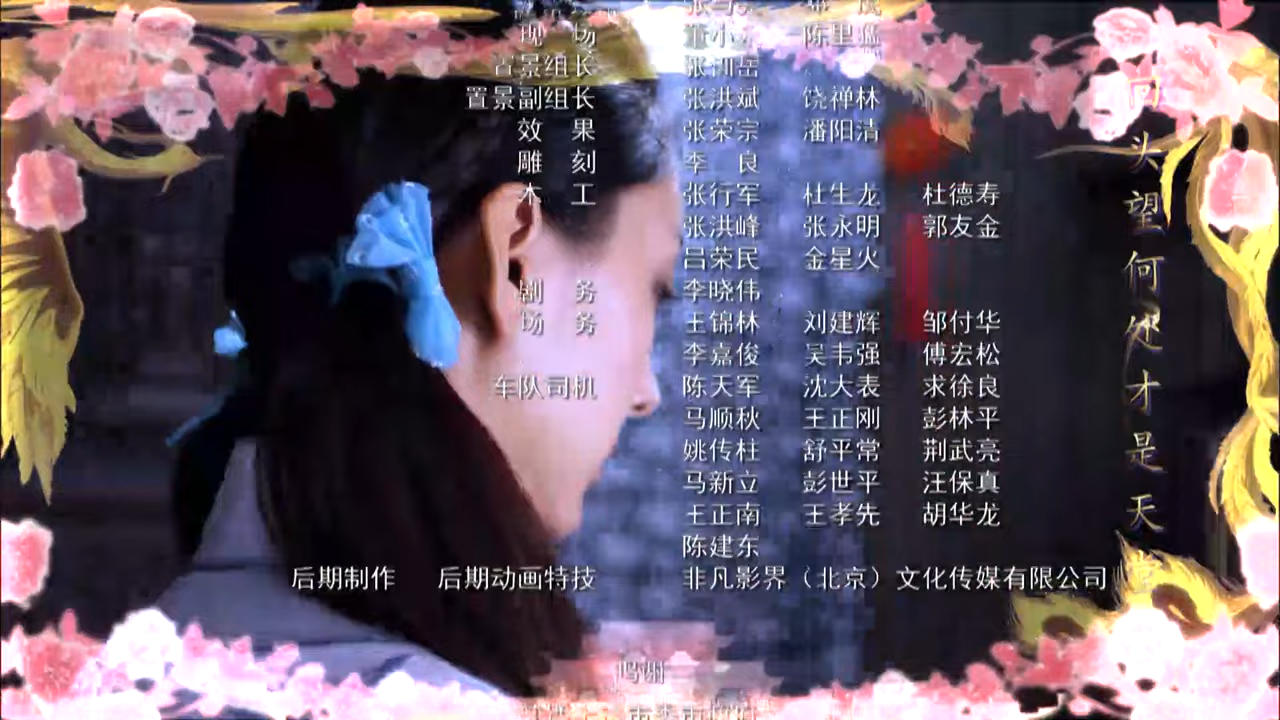 现 场 陈里猛
置景组长
置景副组长 张洪斌 饶禅林
效 果 张荣宗 潘阳清
雕 刻 李 良
木 工 张行军 杜生龙 杜德寿
张洪峰 张永明 郭友金
吕荣民 金星火
剧 务 李晓伟
场 务 王锦林 刘建辉 邹付华
李嘉俊 吴韦强 傅宏松
车队司机 陈天军 沈大表 求徐良
马顺秋 王正刚 彭林平
姚传柱 舒平常 荆武亮
马新立 彭世平 汪保真
王正南 王孝先 胡华龙
陈建东
后期制作 后期动画特技 非凡影界（北京）文化传媒有限公司
鸣谢
回头望何处才是天堂